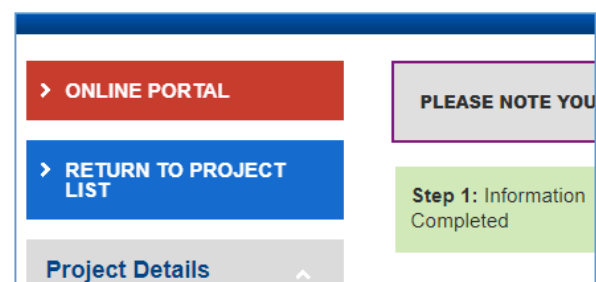 ONLINE PORTAL
RETURN TO PROJECT
LIST
Project Details
PLEASE NOTE YOU
Step 1: Information
Completed